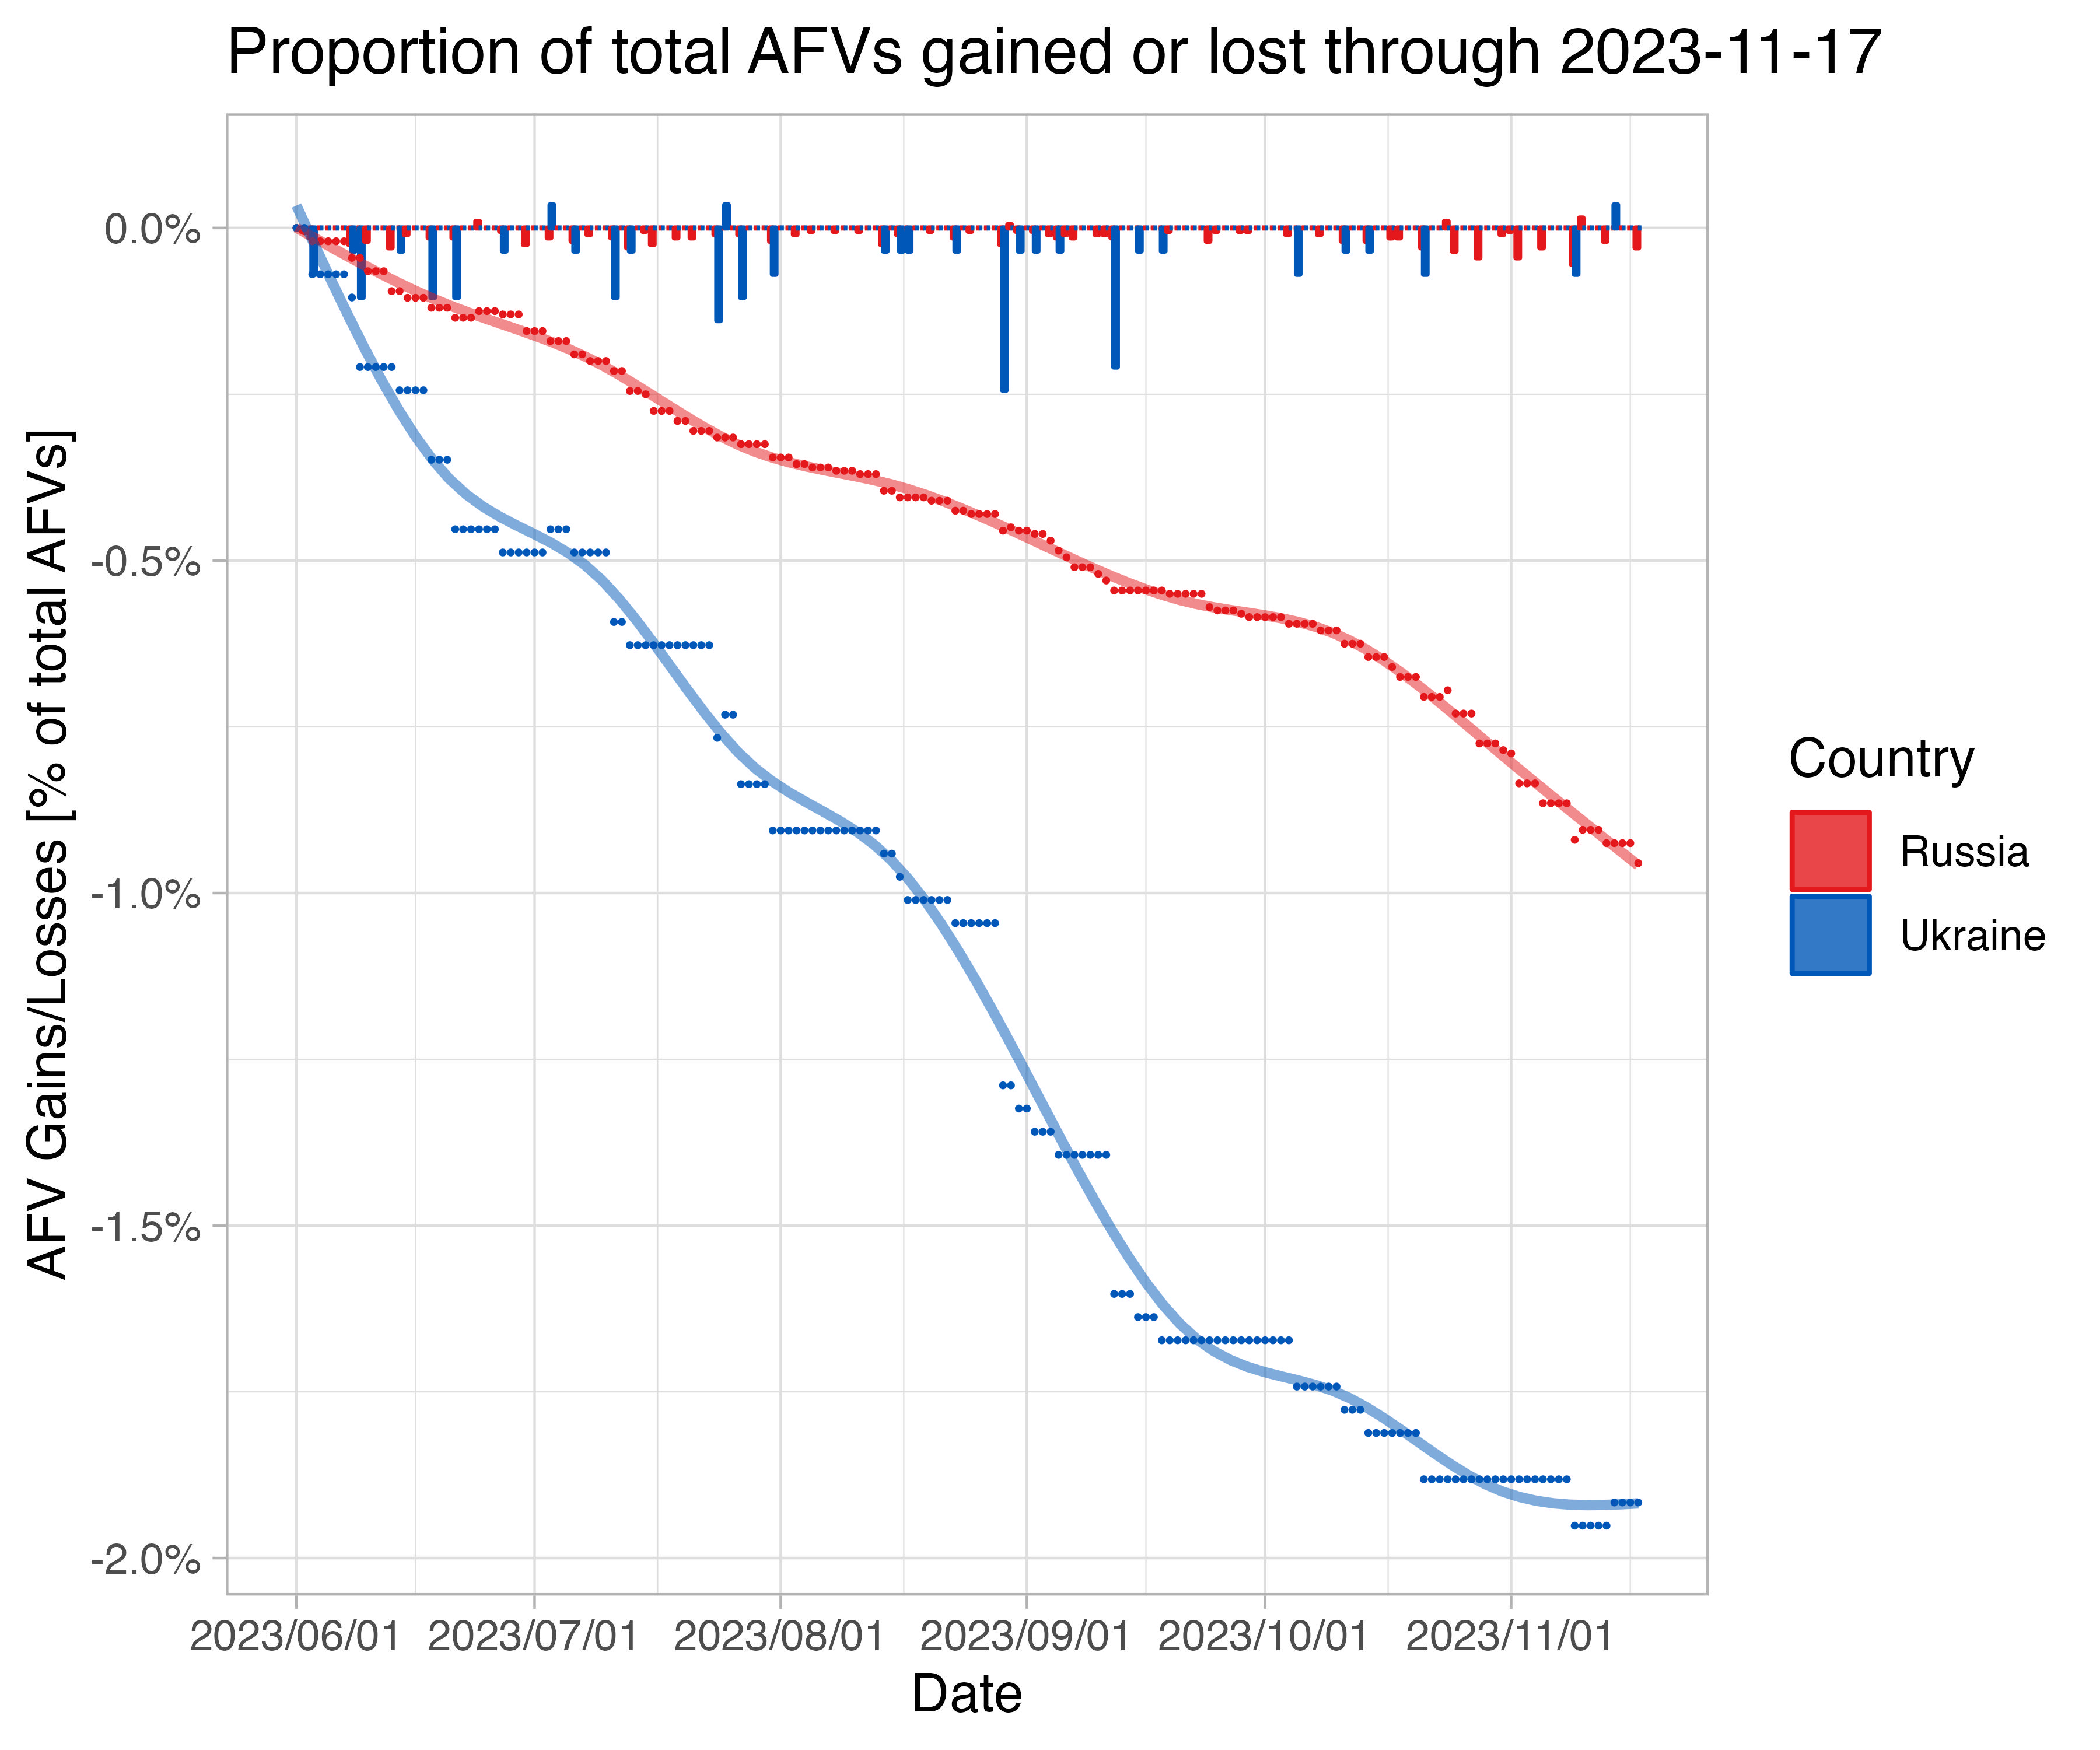 Proportion of total AFVs gained or lost through 2023-11-17
AFV Gains/Losses [% of total AFVs]
0.0%
-0.5%
-1.0%
-1.5%
-2.0%
2023/06/01 2023/07/01 2023/08/01 2023/09/01 2023/10/01 2023/11/01
Date
Country
Russia
Ukraine